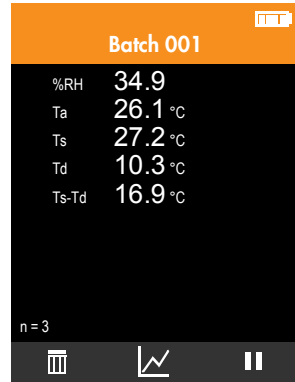 Batch 001
%RH 34.9
Ta 26.1 °C
Ts 27.2 °C
Td 10.3 °C
Ts-Td 16.9 °C
n = 3